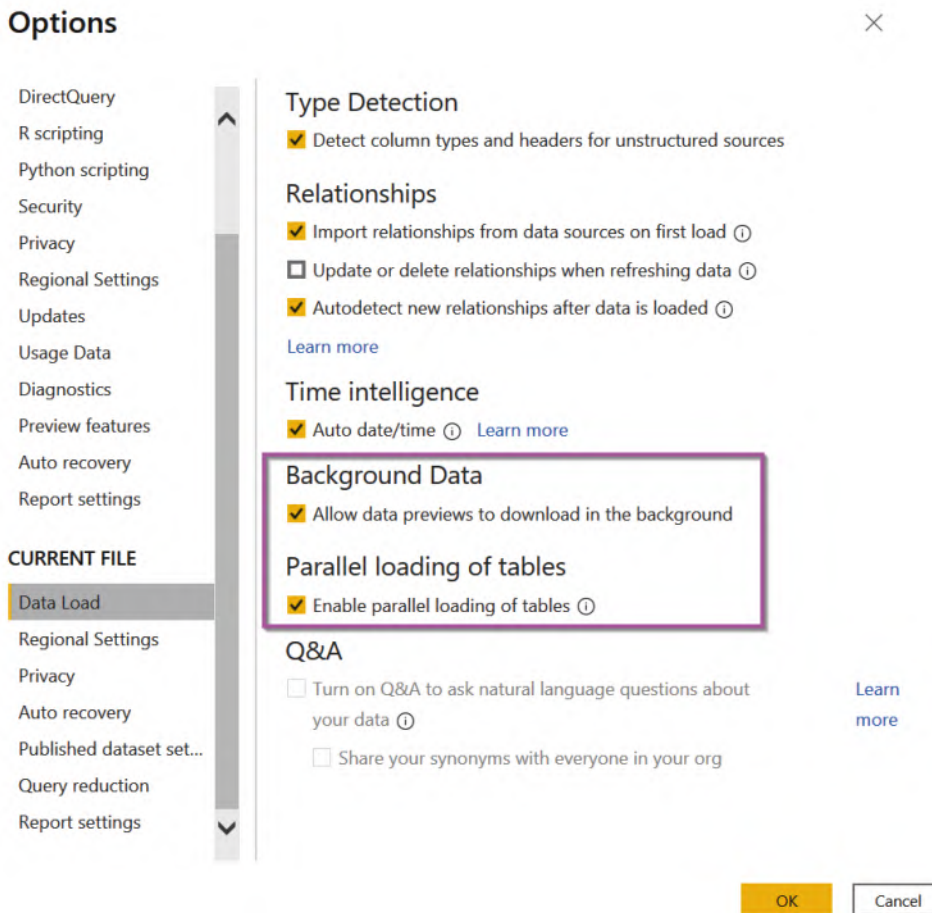 Options
DirectQuery
R scripting
Python scripting
Security
Privacy
Regional Settings
Updates
Usage Data
Diagnostics
Preview features
Auto recovery
Report settings
CURRENT FILE
Data Load
Regional Settings
Privacy
Auto recovery
Published dataset set...
Query reduction
Report settings
Type Detection
Detect column types and headers for unstructured sources
Relationships
Import relationships from data sources on first load
Update or delete relationships when refreshing data
Autodetect new relationships after data is loaded
Learn more
Time intelligence
Auto date/time Learn more
Background Data
Allow data previews to download in the background
Parallel loading of tables
Enable parallel loading of tables
Q&A
Turn on Q&A to ask natural language questions about
your data
Learn
more
Share your synonyms with everyone in your org
OK
Cancel